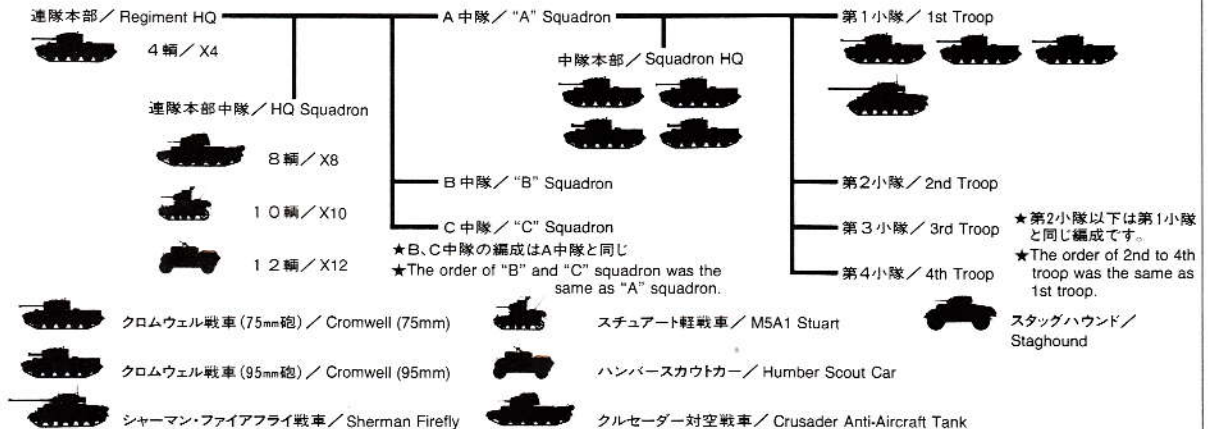 連隊本部／Regiment HQ
4輌／X4
連隊本部中隊／HQ Squadron
8輌／X8
10輌／X10
12輌／X12
A中隊／“A” Squadron
中隊本部／Squadron HQ
B中隊／“B” Squadron
C中隊／“C” Squadron
★B、C中隊の編成はA中隊と同じ
★The order of “B” and “C” squadron was the
same as “A” squadron.
第1小隊／1st Troop
第2小隊／2nd Troop
第3小隊／3rd Troop
第4小隊／4th Troop
★第2小隊以下は第1小隊
と同じ編成です。
★The order of 2nd to 4th
troop was the same as
1st troop.
クロムウェル戦車(75mm砲)／Cromwell (75mm)
クロムウェル戦車(95mm砲)／Cromwell (95mm)
シャーマン・ファイアフライ戦車／Sherman Firefly
スチュアート軽戦車／M5A1 Stuart
ハンバースカウトカー／Humber Scout Car
クルセーダー対空戦車／Crusader Anti-Aircraft Tank
スタッグハウンド／
Staghound